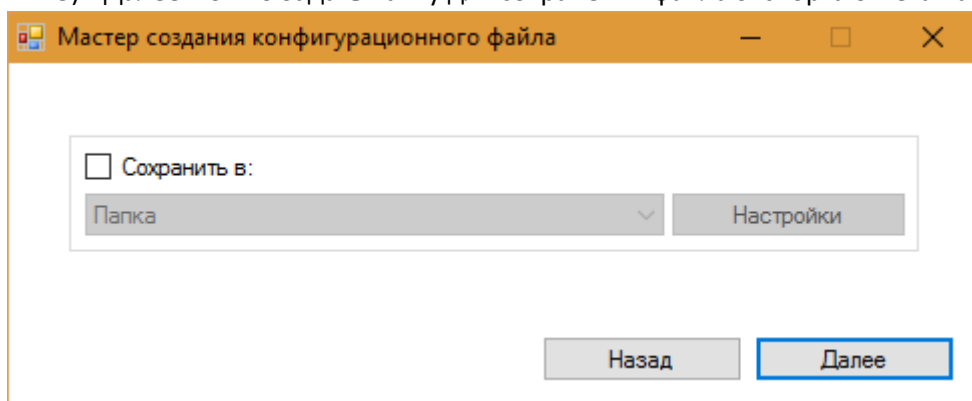 Мастер создания конфигурационного файла
Сохранить в:
Папка
Настройки
Назад
Далее